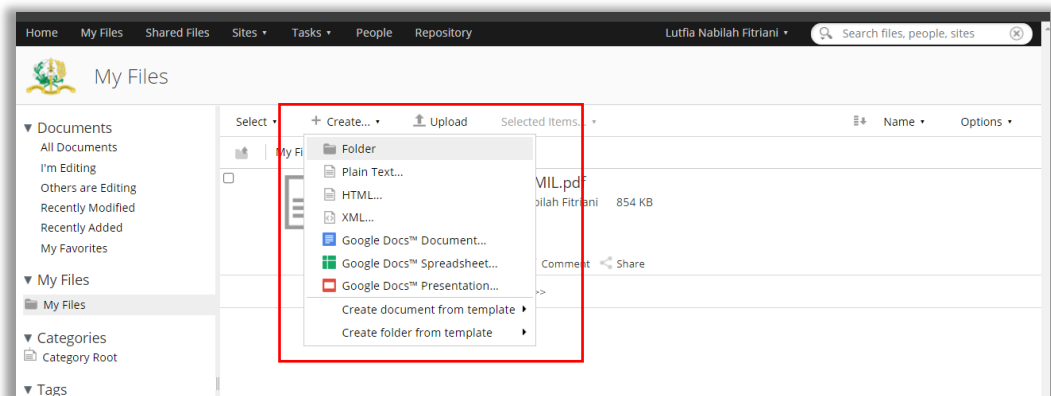 Home My Files Shared Files Sites Tasks People Repository Lutfia Nabilah Fitriani Search files, people, sites
My Files
Documents
All Documents
I'm Editing
Others are Editing
Recently Modified
Recently Added
My Favorites
My Files
My Files
Categories
Category Root
Tags
Select + Create... Upload Selected Items... Name Options
My Fi
Folder
Plain Text...
HTML...
XML...
Google Docs™ Document...
Google Docs™ Spreadsheet...
Google Docs™ Presentation...
Create document from template
Create folder from template
MIL.pdf
bilah Fitriani 854 KB
Comment Share
>>